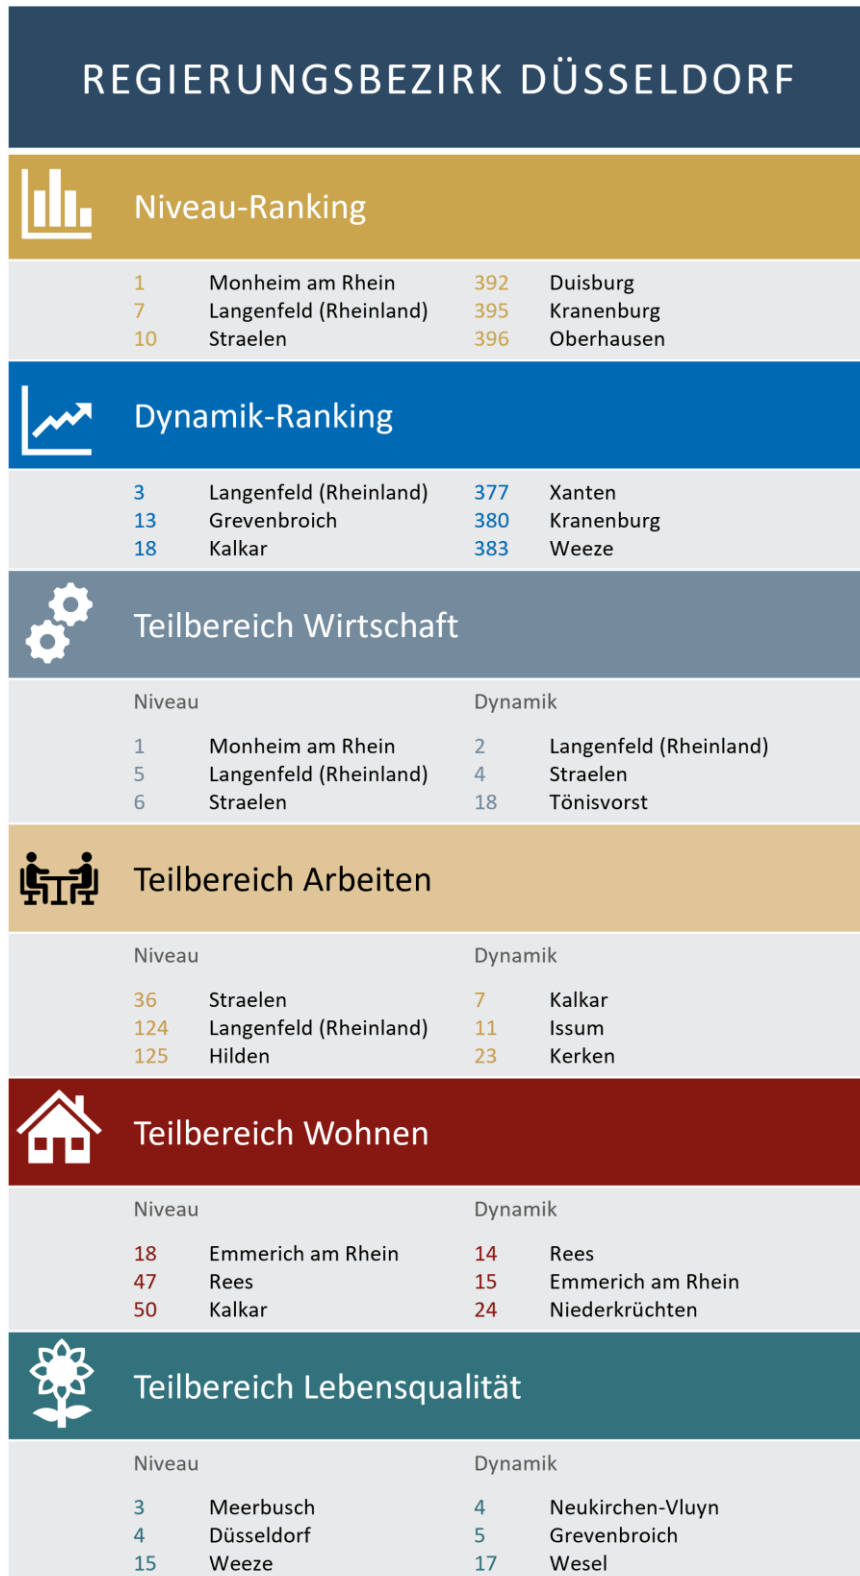 REGIERUNGSBEZIRK DÜSSELDORF
Niveau-Ranking
1 Monheim am Rhein 392 Duisburg
7 Langenfeld (Rheinland) 395 Kranenburg
10 Straelen 396 Oberhausen
Dynamik-Ranking
3 Langenfeld (Rheinland) 377 Xanten
13 Grevenbroich 380 Kranenburg
18 Kalkar 383 Weeze
Teilbereich Wirtschaft
Niveau Dynamik
1 Monheim am Rhein 2 Langenfeld (Rheinland)
5 Langenfeld (Rheinland) 4 Straelen
6 Straelen 18 Tönisvorst
Teilbereich Arbeiten
Niveau Dynamik
36 Straelen 7 Kalkar
124 Langenfeld (Rheinland) 11 Issum
125 Hilden 23 Kerken
Teilbereich Wohnen
Niveau Dynamik
18 Emmerich am Rhein 14 Rees
47 Rees 15 Emmerich am Rhein
50 Kalkar 24 Niederkrüchten
Teilbereich Lebensqualität
Niveau Dynamik
3 Meerbusch 4 Neukirchen-Vluyn
4 Düsseldorf 5 Grevenbroich
15 Weeze 17 Wesel